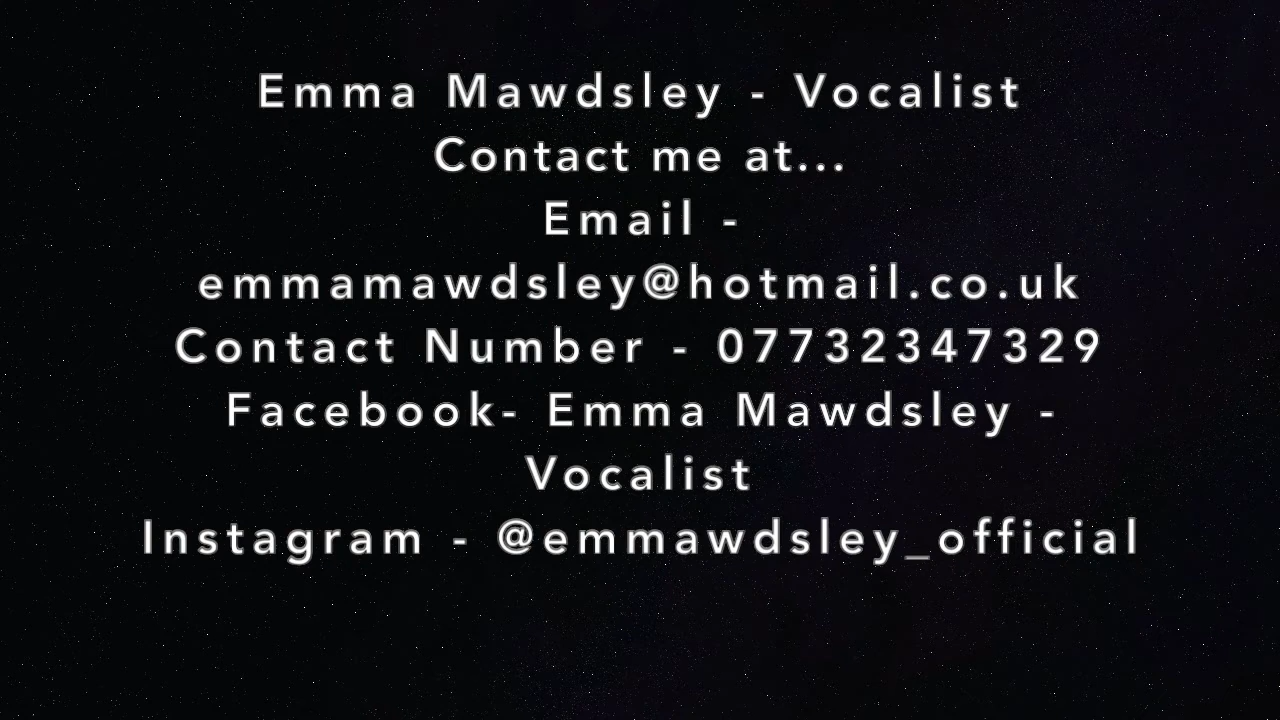 Emma Mawdsley - Vocalist
Contact me at...
Email -
emmamawdsley@hotmail.co.uk
Contact Number - 07732347329
Facebook- Emma Mawdsley -
Vocalist
Instagram - @emmawdsley_official